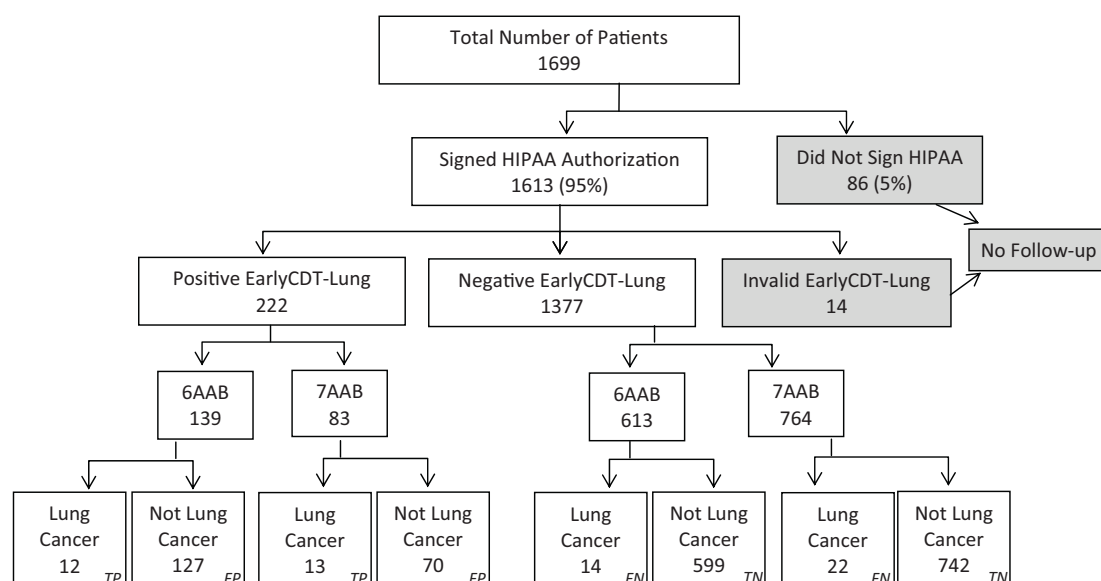 Total Number of Patients
1699
Signed HIPAA Authorization
1613 (95%)
Did Not Sign HIPAA
86 (5%)
No Follow-up
Positive EarlyCDT-Lung
222
Negative EarlyCDT-Lung
1377
Invalid EarlyCDT-Lung
14
6AAB
139
7AAB
83
6AAB
613
7AAB
764
Lung
Cancer
12 TP
Not Lung
Cancer
127 FP
Lung
Cancer
13 TP
Not Lung
Cancer
70 FP
Lung
Cancer
14 FN
Not Lung
Cancer
599 TN
Lung
Cancer
22 FN
Not Lung
Cancer
742 TN